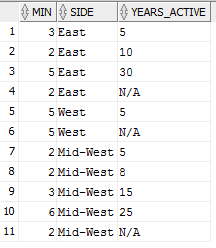 MIN SIDE YEARS_ACTIVE
1 3 East 5
2 2 East 10
3 5 East 30
4 2 East N/A
5 5 West 5
6 5 West N/A
7 2 Mid-West 5
8 2 Mid-West 8
9 3 Mid-West 15
10 6 Mid-West 25
11 2 Mid-West N/A